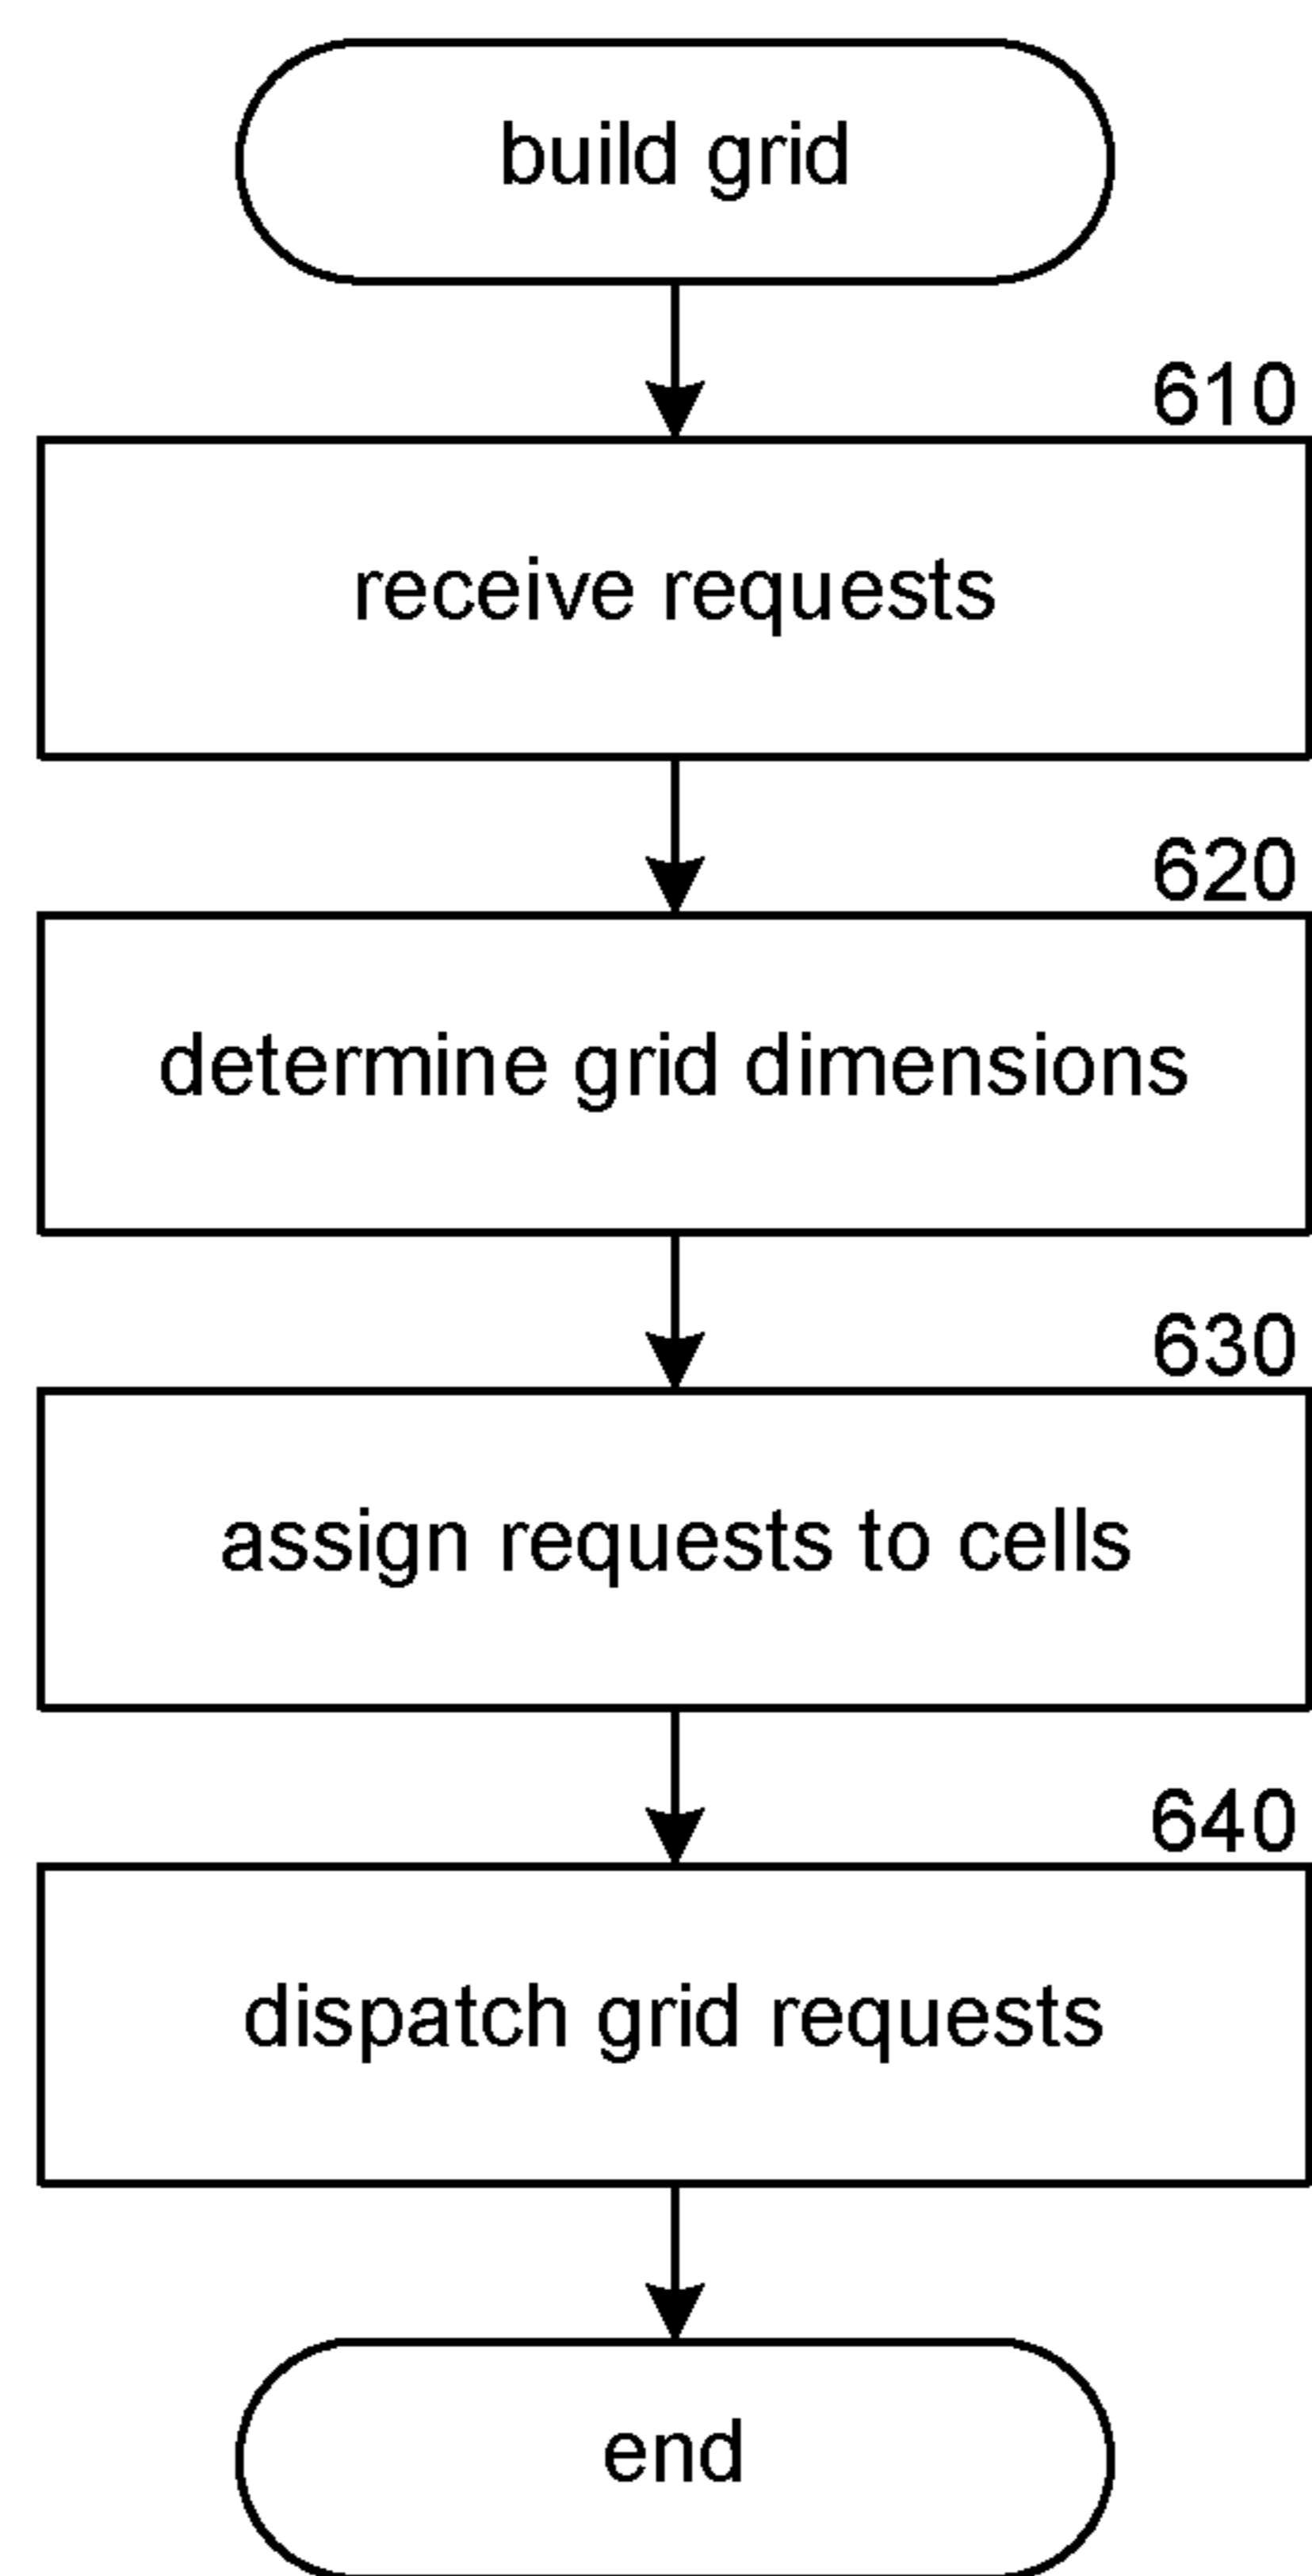 build grid
610
receive requests
620
determine grid dimensions
630
assign requests to cells
640
dispatch grid requests
end